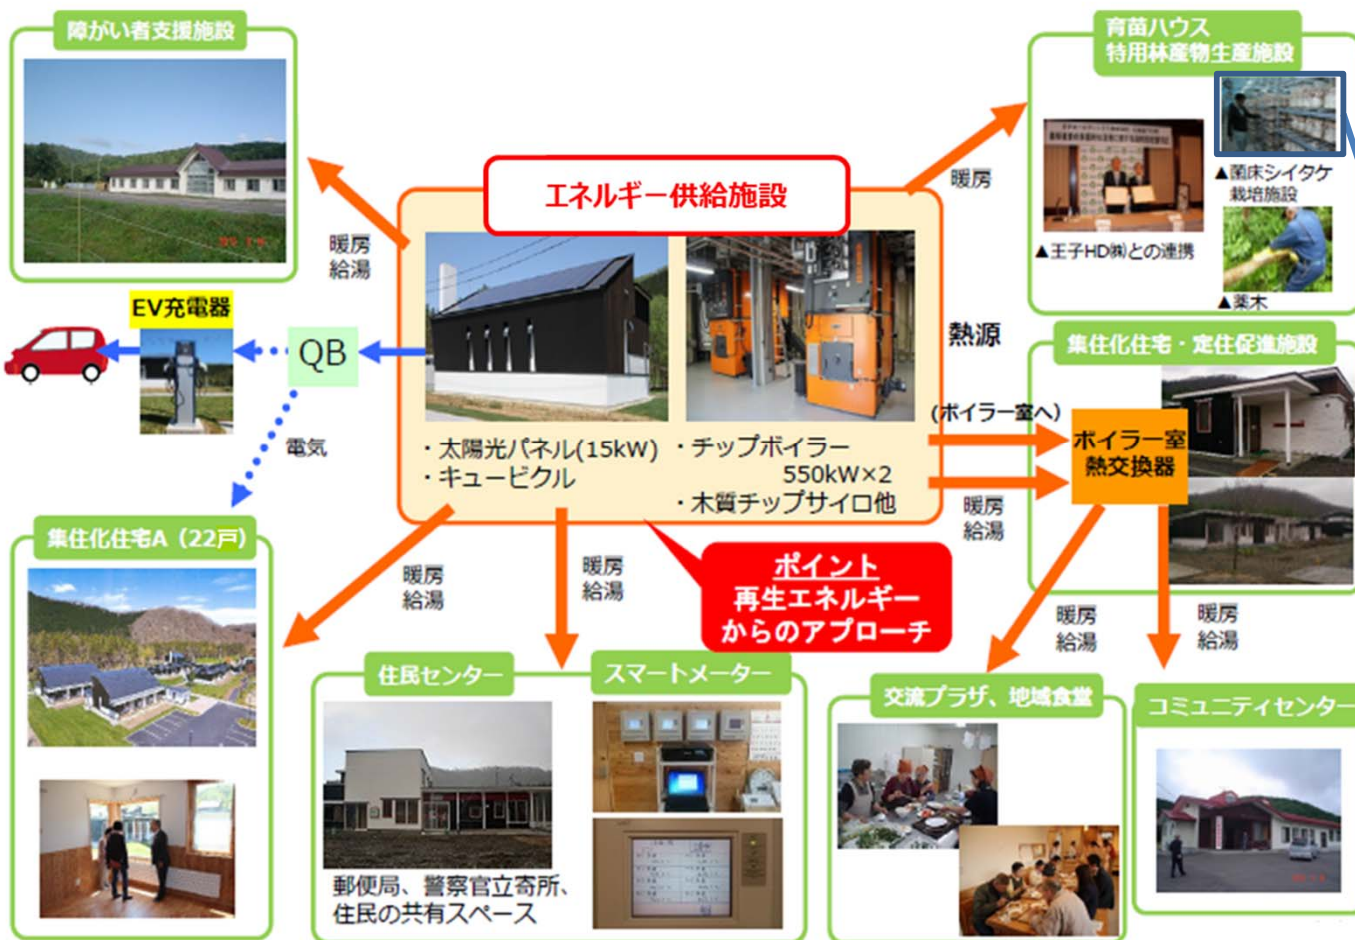 障がい者支援施設
育苗ハウス
特用林産物生産施設
エネルギー供給施設
暖房
▲菌床シイタケ
栽培施設
▲王子HD㈱との連携
▲薬木
暖房
給湯
EV充電器
QB
電気
熱源
・太陽光パネル(15kW)
・キュービクル
・チップボイラー
550kW×2
・木質チップサイロ他
(ボイラー室へ)
暖房
給湯
集住化住宅・定住促進施設
ボイラー室
熱交換器
ポイント
再生エネルギー
からのアプローチ
集住化住宅A（22戸）
暖房
給湯
暖房
給湯
暖房
給湯
暖房
給湯
住民センター
スマートメーター
郵便局、警察官立寄所、
住民の共有スペース
交流プラザ、地域食堂
コミュニティセンター